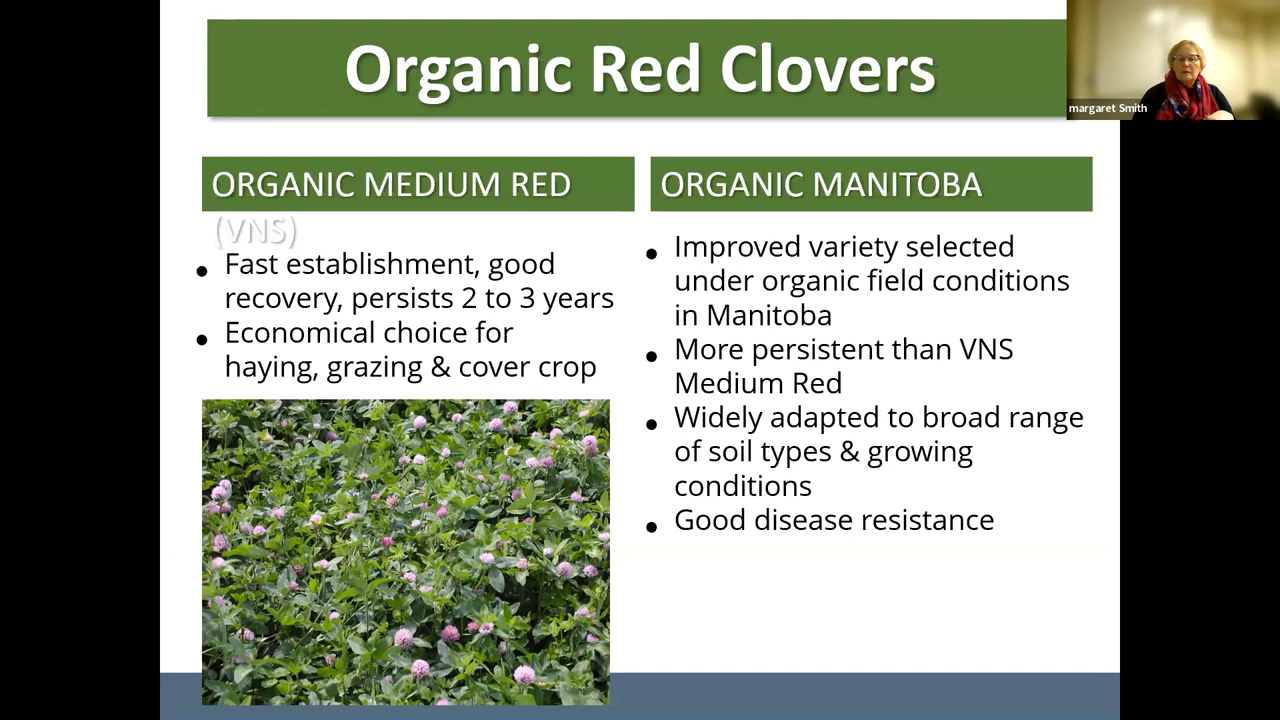 Organic Red Clovers
margaret Smith
ORGANIC MEDIUM RED
(VNS)
• Fast establishment, good
recovery, persists 2 to 3 years
• Economical choice for
haying, grazing & cover crop
ORGANIC MANITOBA
• Improved variety selected
under organic field conditions
in Manitoba
• More persistent than VNS
Medium Red
• Widely adapted to broad range
of soil types & growing
conditions
• Good disease resistance